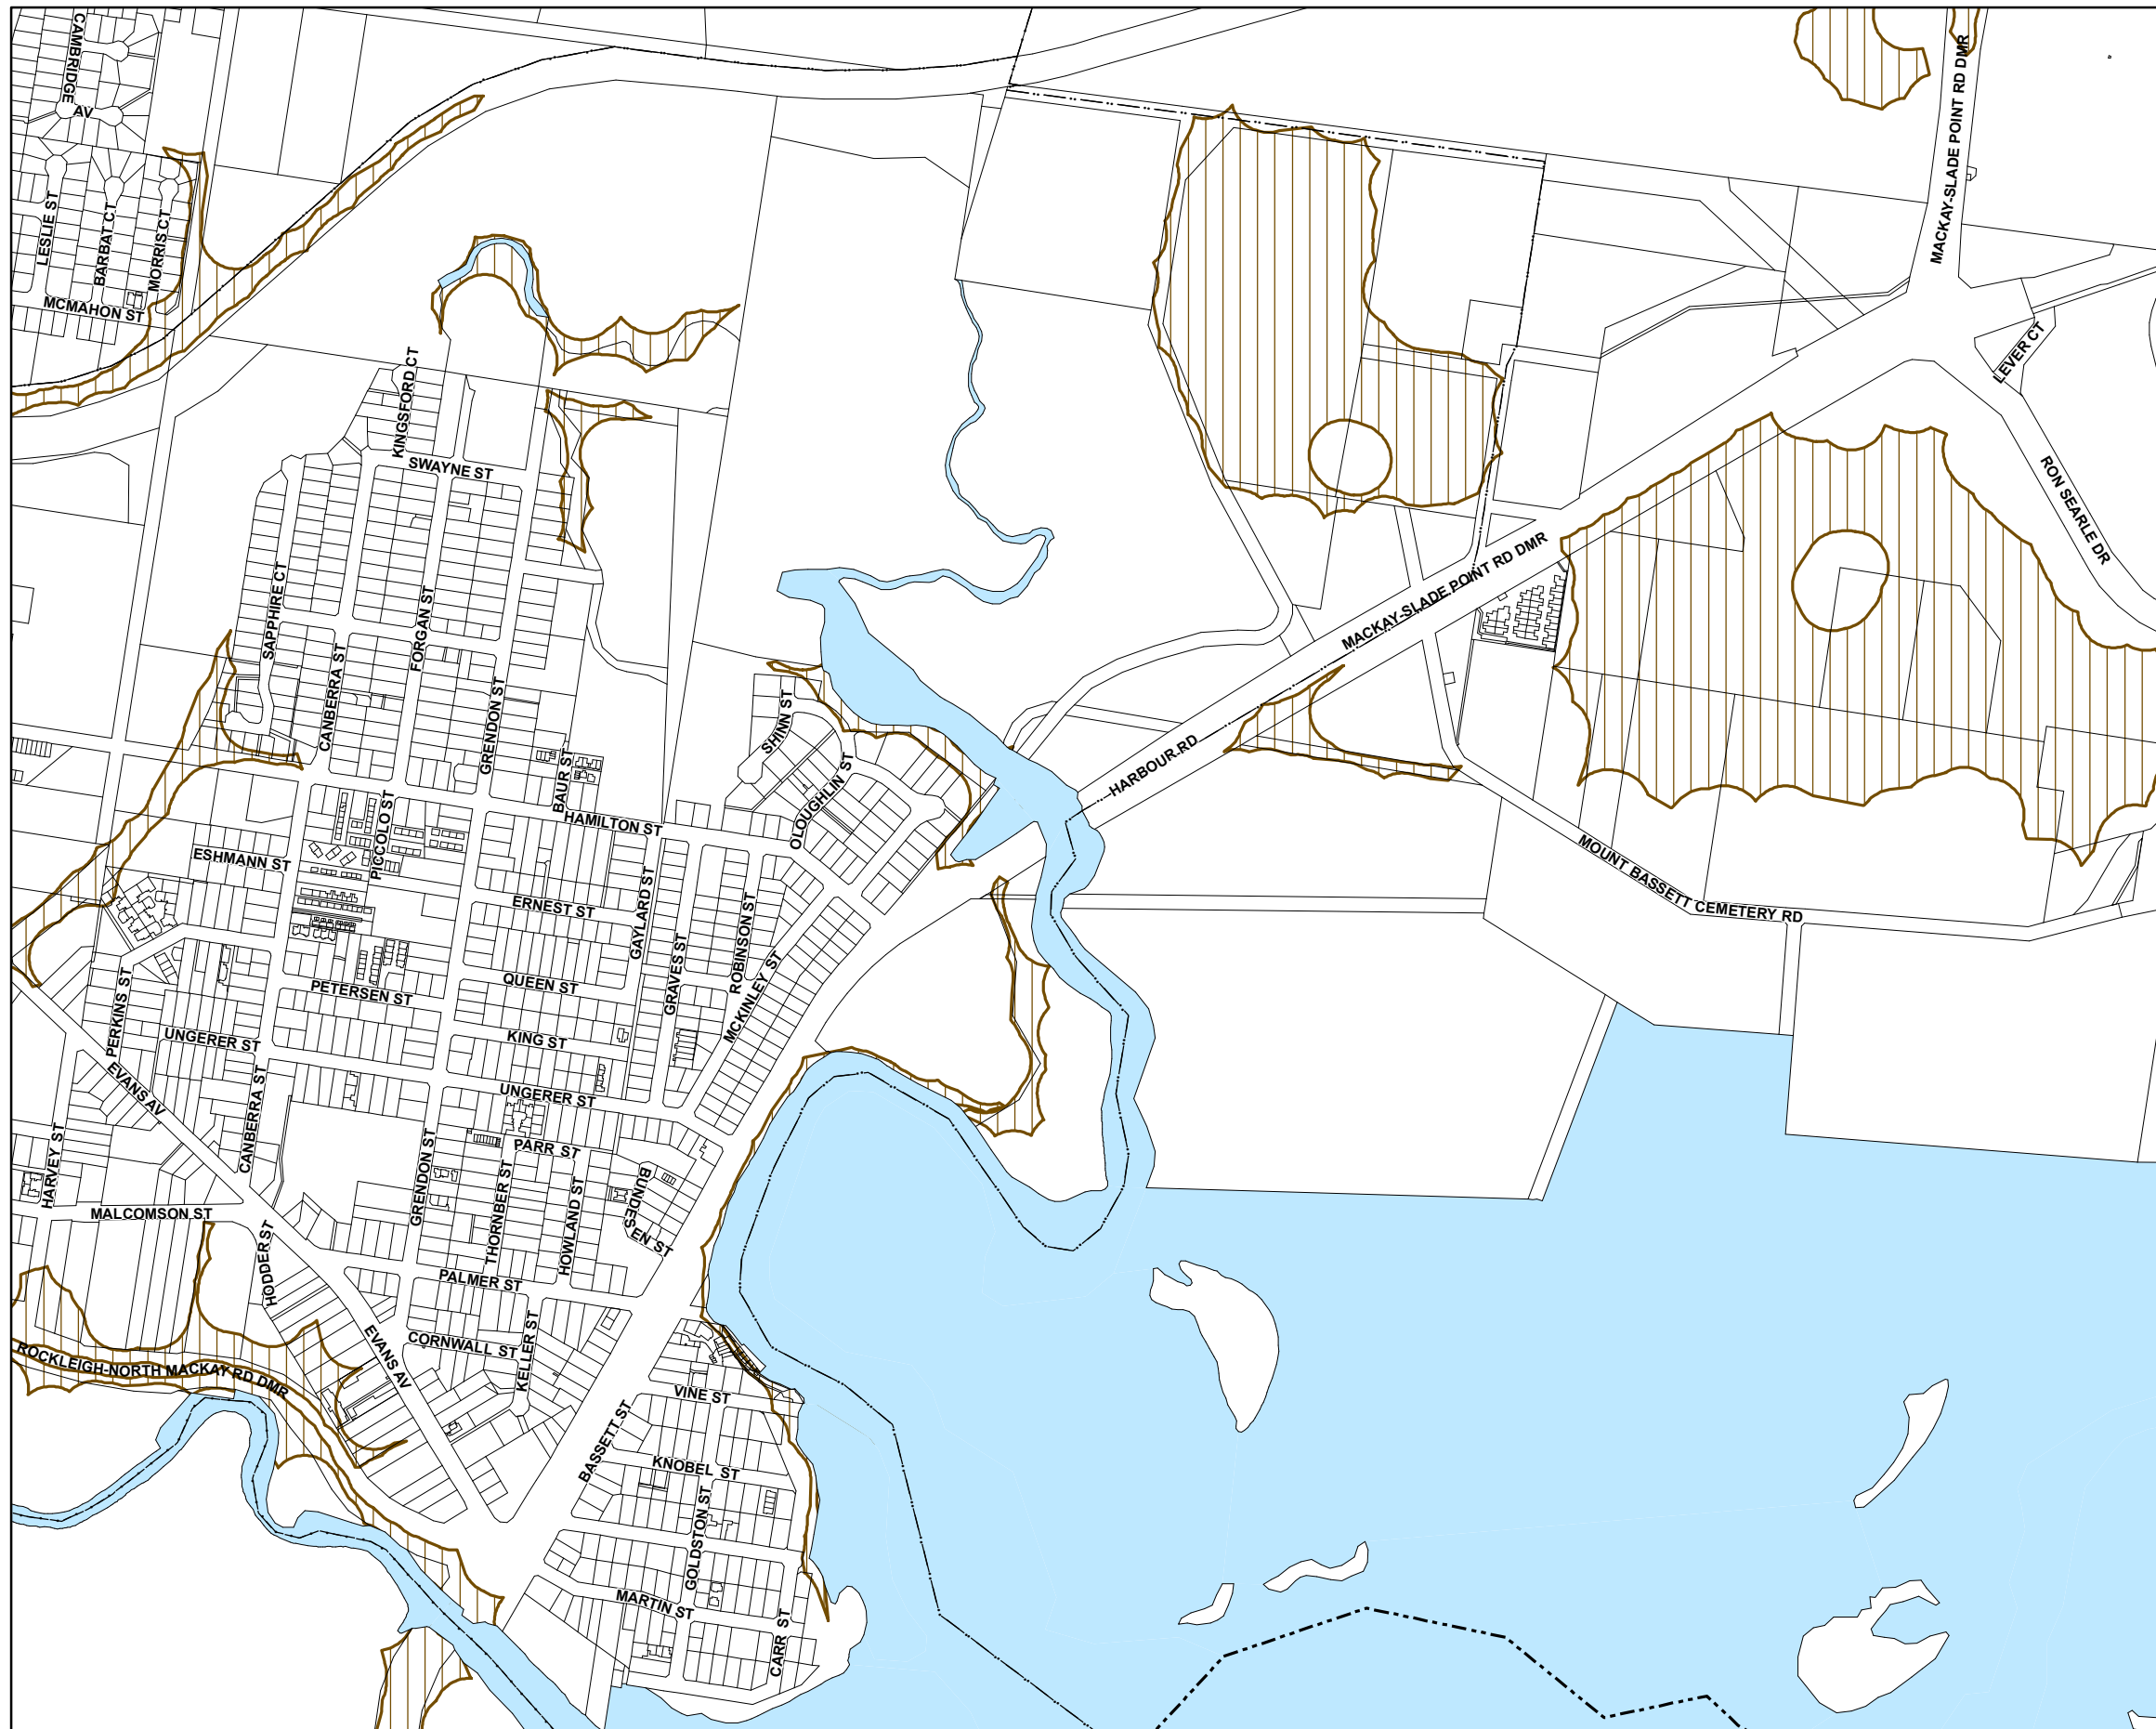 CAMBRIDGE
AV
MACKAY-SLADE POINT RD DMR
LESLIE ST
BARBAT CT
MORRIS CT
MCMAHON ST
KINGSFORD CT
LEVER CT
SWAYNE ST
RON SEARLE DR
SAPPHIRE CT
FORGAN ST
MACKAY-SLADE POINT RD DMR
CANBERRA ST
GRENDON ST
SHINN ST
HARBOUR RD
BAUR ST
OLOUGHLIN ST
PICCOLO ST
HAMILTON ST
ESHMANN ST
MOUNT BASSETT CEMETERY RD
GAYLARD ST
ERNEST ST
ROBINSON ST
GRAVES ST
MCKINLEY ST
PETERSEN ST
QUEEN ST
PERKINS ST
UNGERER ST
KING ST
EVANS AV
UNGERER ST
CANBERRA ST
HARVEY ST
GRENDON ST
PARR ST
THORNBER ST
HOWLAND ST
BUNDES
EN ST
MALCOMSON ST
HODDER ST
PALMER ST
EVANS AV
CORNWALL ST
KELLER ST
ROCKLEIGH-NORTH MACKAY RD DMR
VINE ST
BASSETT ST
KNOBEL ST
GOLDSTON ST
MARTIN ST
CARR ST